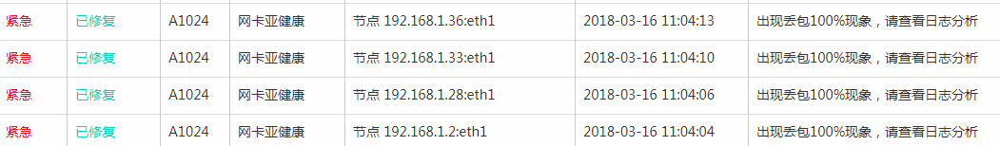 紧急 已修复 A1024 网卡亚健康 节点 192.168.1.36:eth1 2018-03-16 11:04:13 出现丢包100%现象，请查看日志分析
紧急 已修复 A1024 网卡亚健康 节点 192.168.1.33:eth1 2018-03-16 11:04:10 出现丢包100%现象，请查看日志分析
紧急 已修复 A1024 网卡亚健康 节点 192.168.1.28:eth1 2018-03-16 11:04:06 出现丢包100%现象，请查看日志分析
紧急 已修复 A1024 网卡亚健康 节点 192.168.1.2:eth1 2018-03-16 11:04:04 出现丢包100%现象，请查看日志分析